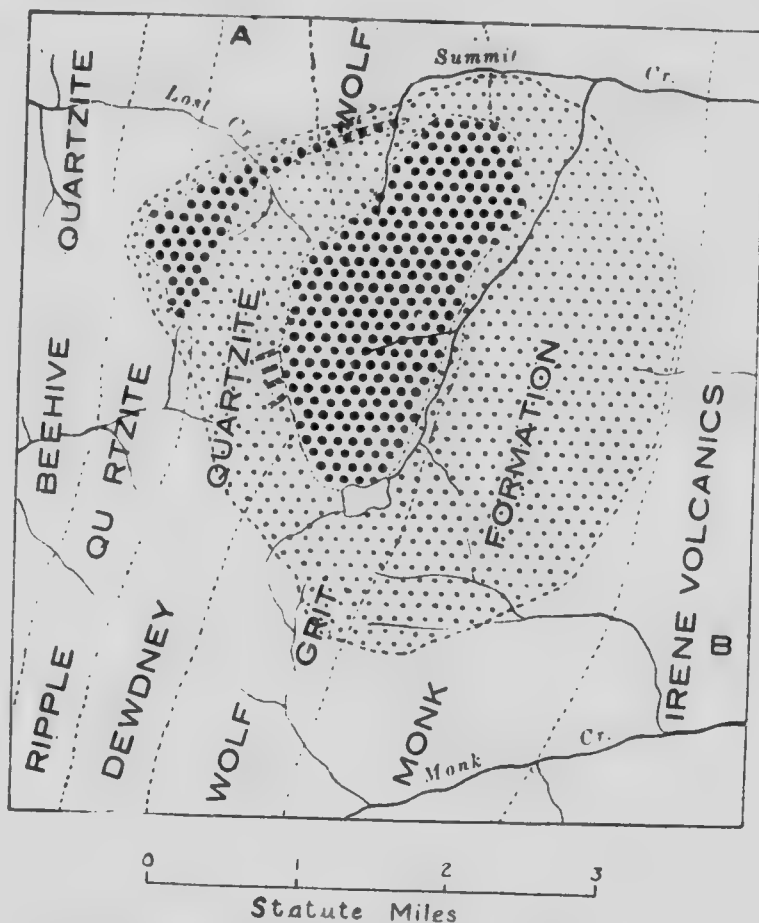 A
WOLF
Summit
Cr.
Lost Cr.
QUARTZITE
QUARTZITE
BEEHIVE
QU RTZITE
FORMATION
IRENE VOLCANICS
B
GRIT
RIPPLE
DEWDNEY
WOLF
MONK
Monk Cr.
0 1 2 3
Statute Miles